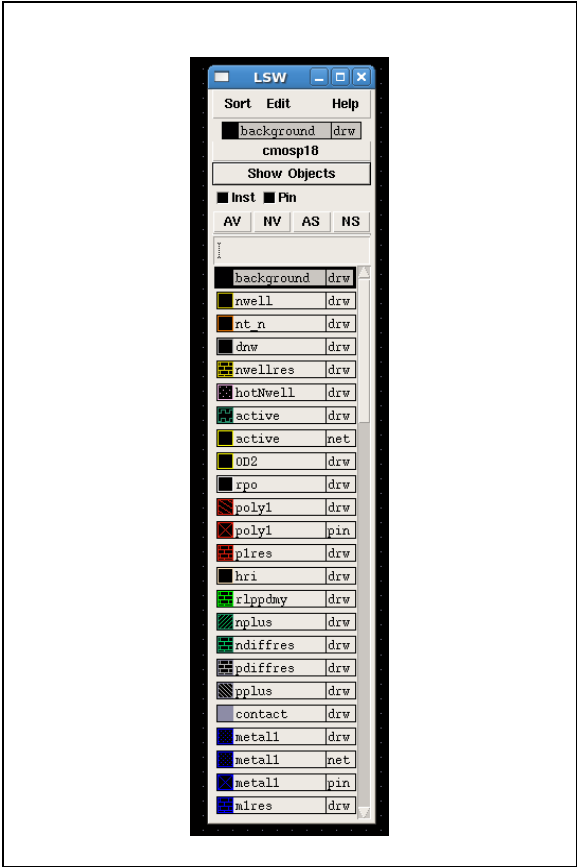 LSW
Sort Edit Help
background drw
cmosp18
Show Objects
Inst Pin
AV NV AS NS
background drw
nwell drw
nt_n drw
dnw drw
nwellres drw
hotNwell drw
active drw
active net
OD2 drw
rpo drw
poly1 drw
poly1 pin
p1res drw
hri drw
rlppdmy drw
nplus drw
ndiffres drw
pdiffres drw
pplus drw
contact drw
metal1 drw
metal1 net
metal1 pin
m1res drw